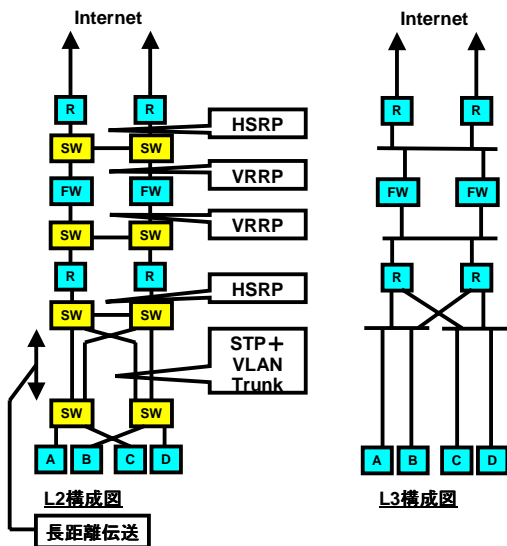 Internet
Internet
R
R
HSRP
SW
SW
VRRP
FW
FW
VRRP
SW
SW
R
R
HSRP
SW
SW
STP＋
VLAN
Trunk
SW
SW
A
B
C
D
L2構成図
長距離伝送
R
R
FW
FW
R
R
A
B
C
D
L3構成図